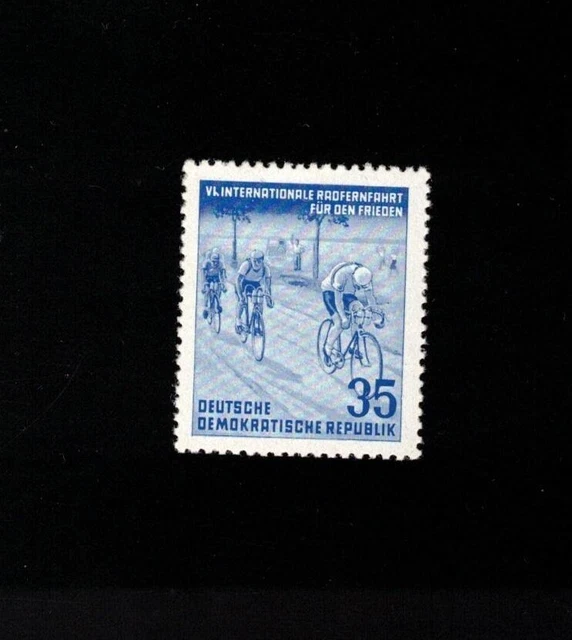 VI. INTERNATIONALE RADFERNFAHRT
FÜR DEN FRIEDEN
35
DEUTSCHE
DEMOKRATISCHE REPUBLIK